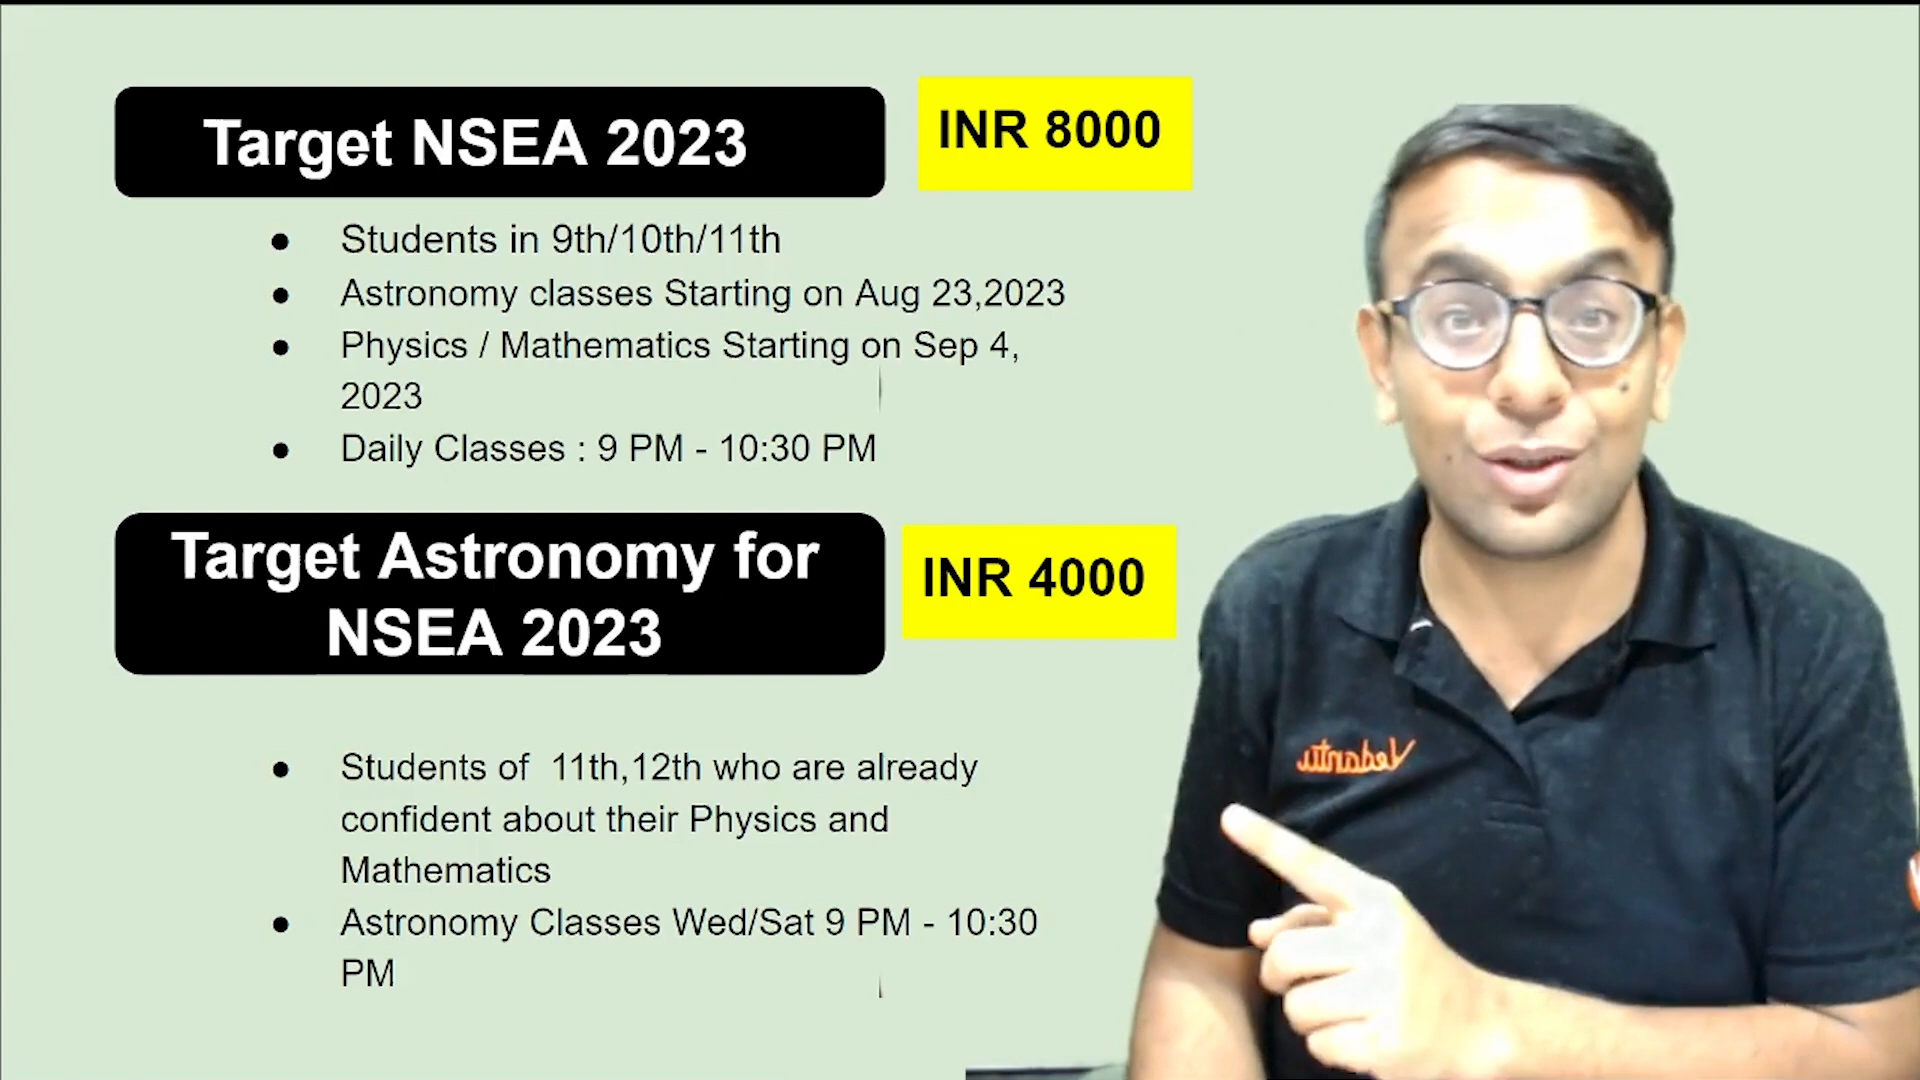 Target NSEA 2023
INR 8000
● Students in 9th/10th/11th
● Astronomy classes Starting on Aug 23,2023
● Physics / Mathematics Starting on Sep 4,
2023
● Daily Classes : 9 PM - 10:30 PM
Target Astronomy for
NSEA 2023
INR 4000
● Students of 11th,12th who are already
confident about their Physics and
Mathematics
● Astronomy Classes Wed/Sat 9 PM - 10:30
PM
Vedantu